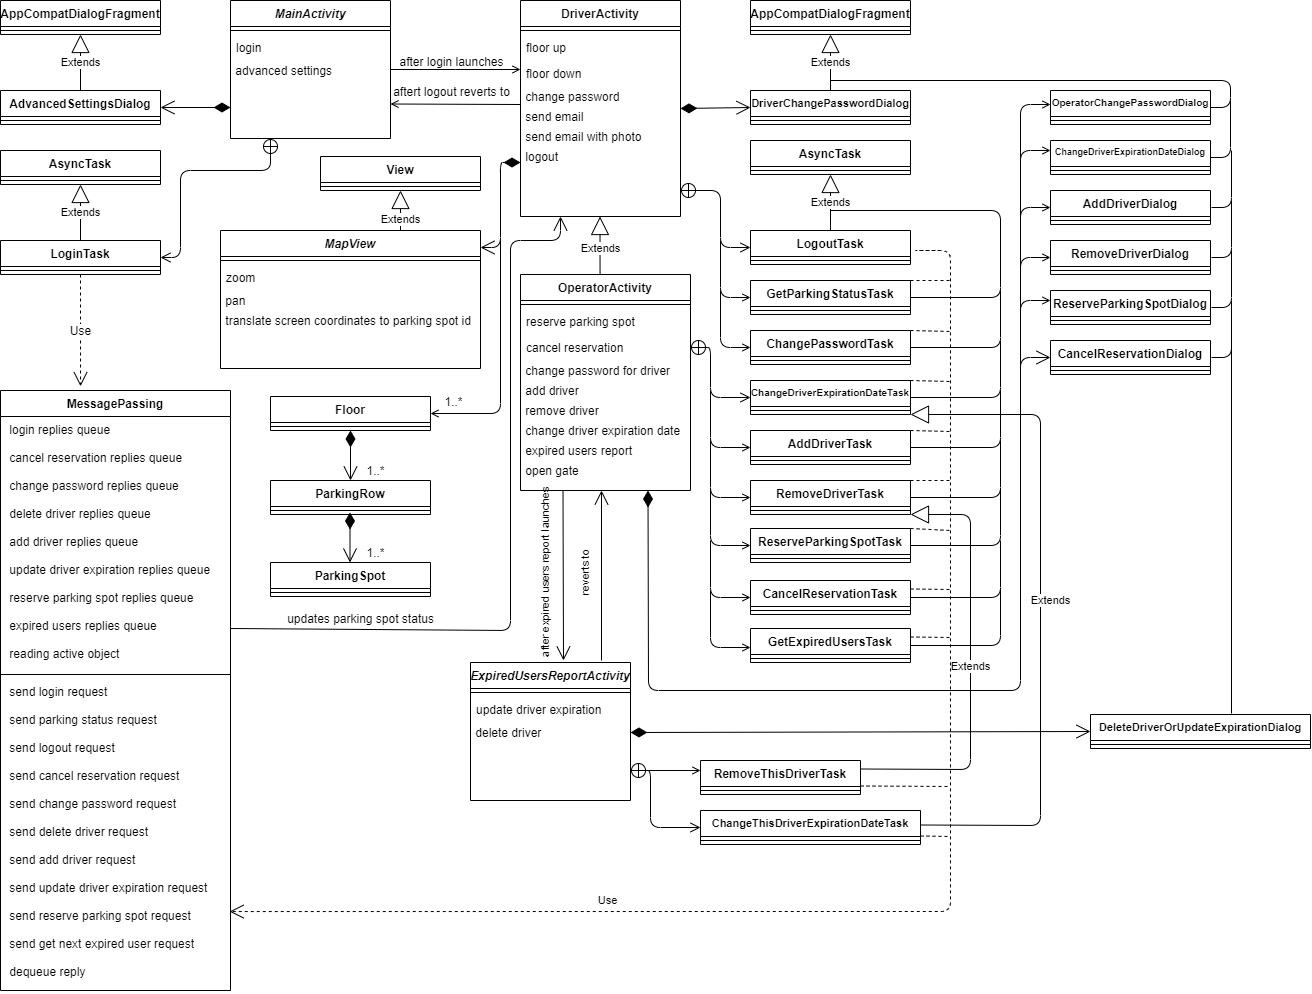 AppCompatDialogFragment
MainActivity
DriverActivity
AppCompatDialogFragment
login
advanced settings
after login launches
aftert logout reverts to
floor up
floor down
change password
send email
send email with photo
logout
Extends
Extends
AdvancedSettingsDialog
DriverChangePasswordDialog
OperatorChangePasswordDialog
AsyncTask
View
AsyncTask
ChangeDriverExpirationDateDialog
Extends
Extends
Extends
AddDriverDialog
LoginTask
MapView
zoom
pan
translate screen coordinates to parking spot id
Extends
LogoutTask
RemoveDriverDialog
OperatorActivity
reserve parking spot
cancel reservation
change password for driver
add driver
remove driver
change driver expiration date
expired users report
open gate
GetParkingStatusTask
ReserveParkingSpotDialog
Use
ChangePasswordTask
CancelReservationDialog
ChangeDriverExpirationDateTask
MessagePassing
login replies queue
cancel reservation replies queue
change password replies queue
delete driver replies queue
add driver replies queue
update driver expiration replies queue
reserve parking spot replies queue
expired users replies queue
reading active object
send login request
send parking status request
send logout request
send cancel reservation request
send change password request
send delete driver request
send add driver request
send update driver expiration request
send reserve parking spot request
send get next expired user request
dequeue reply
Floor
1..*
ParkingRow
1..*
ParkingSpot
1..*
updates parking spot status
after expired users report launches
reverts to
AddDriverTask
RemoveDriverTask
ReserveParkingSpotTask
CancelReservationTask
GetExpiredUsersTask
Extends
Extends
ExpiredUsersReportActivity
update driver expiration
delete driver
DeleteDriverOrUpdateExpirationDialog
RemoveThisDriverTask
ChangeThisDriverExpirationDateTask
Use